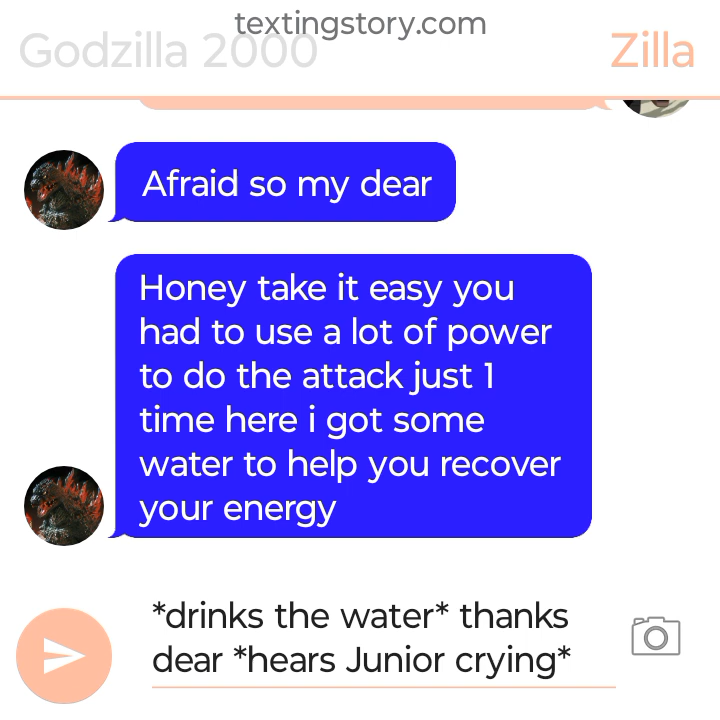 textingstory.com
Godzilla 2000
Zilla
Afraid so my dear
Honey take it easy you
had to use a lot of power
to do the attack just 1
time here i got some
water to help you recover
your energy
*drinks the water* thanks
dear *hears Junior crying*